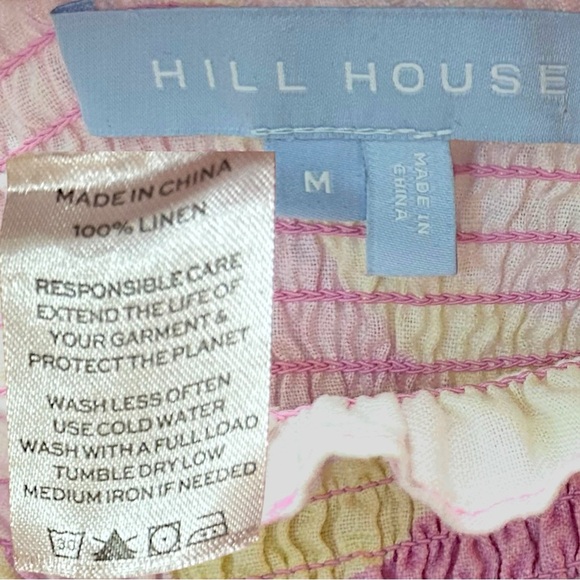 HILL HOUSE
M
MADE IN
CHINA
MADE IN CHINA
100% LINEN
RESPONSIBLE CARE
EXTEND THE LIFE OF
YOUR GARMENT &
PROTECT THE PLANET
WASH LESS OFTEN
USE COLD WATER
WASH WITH A FULL LOAD
TUMBLE DRY LOW
MEDIUM IRON IF NEEDED
30